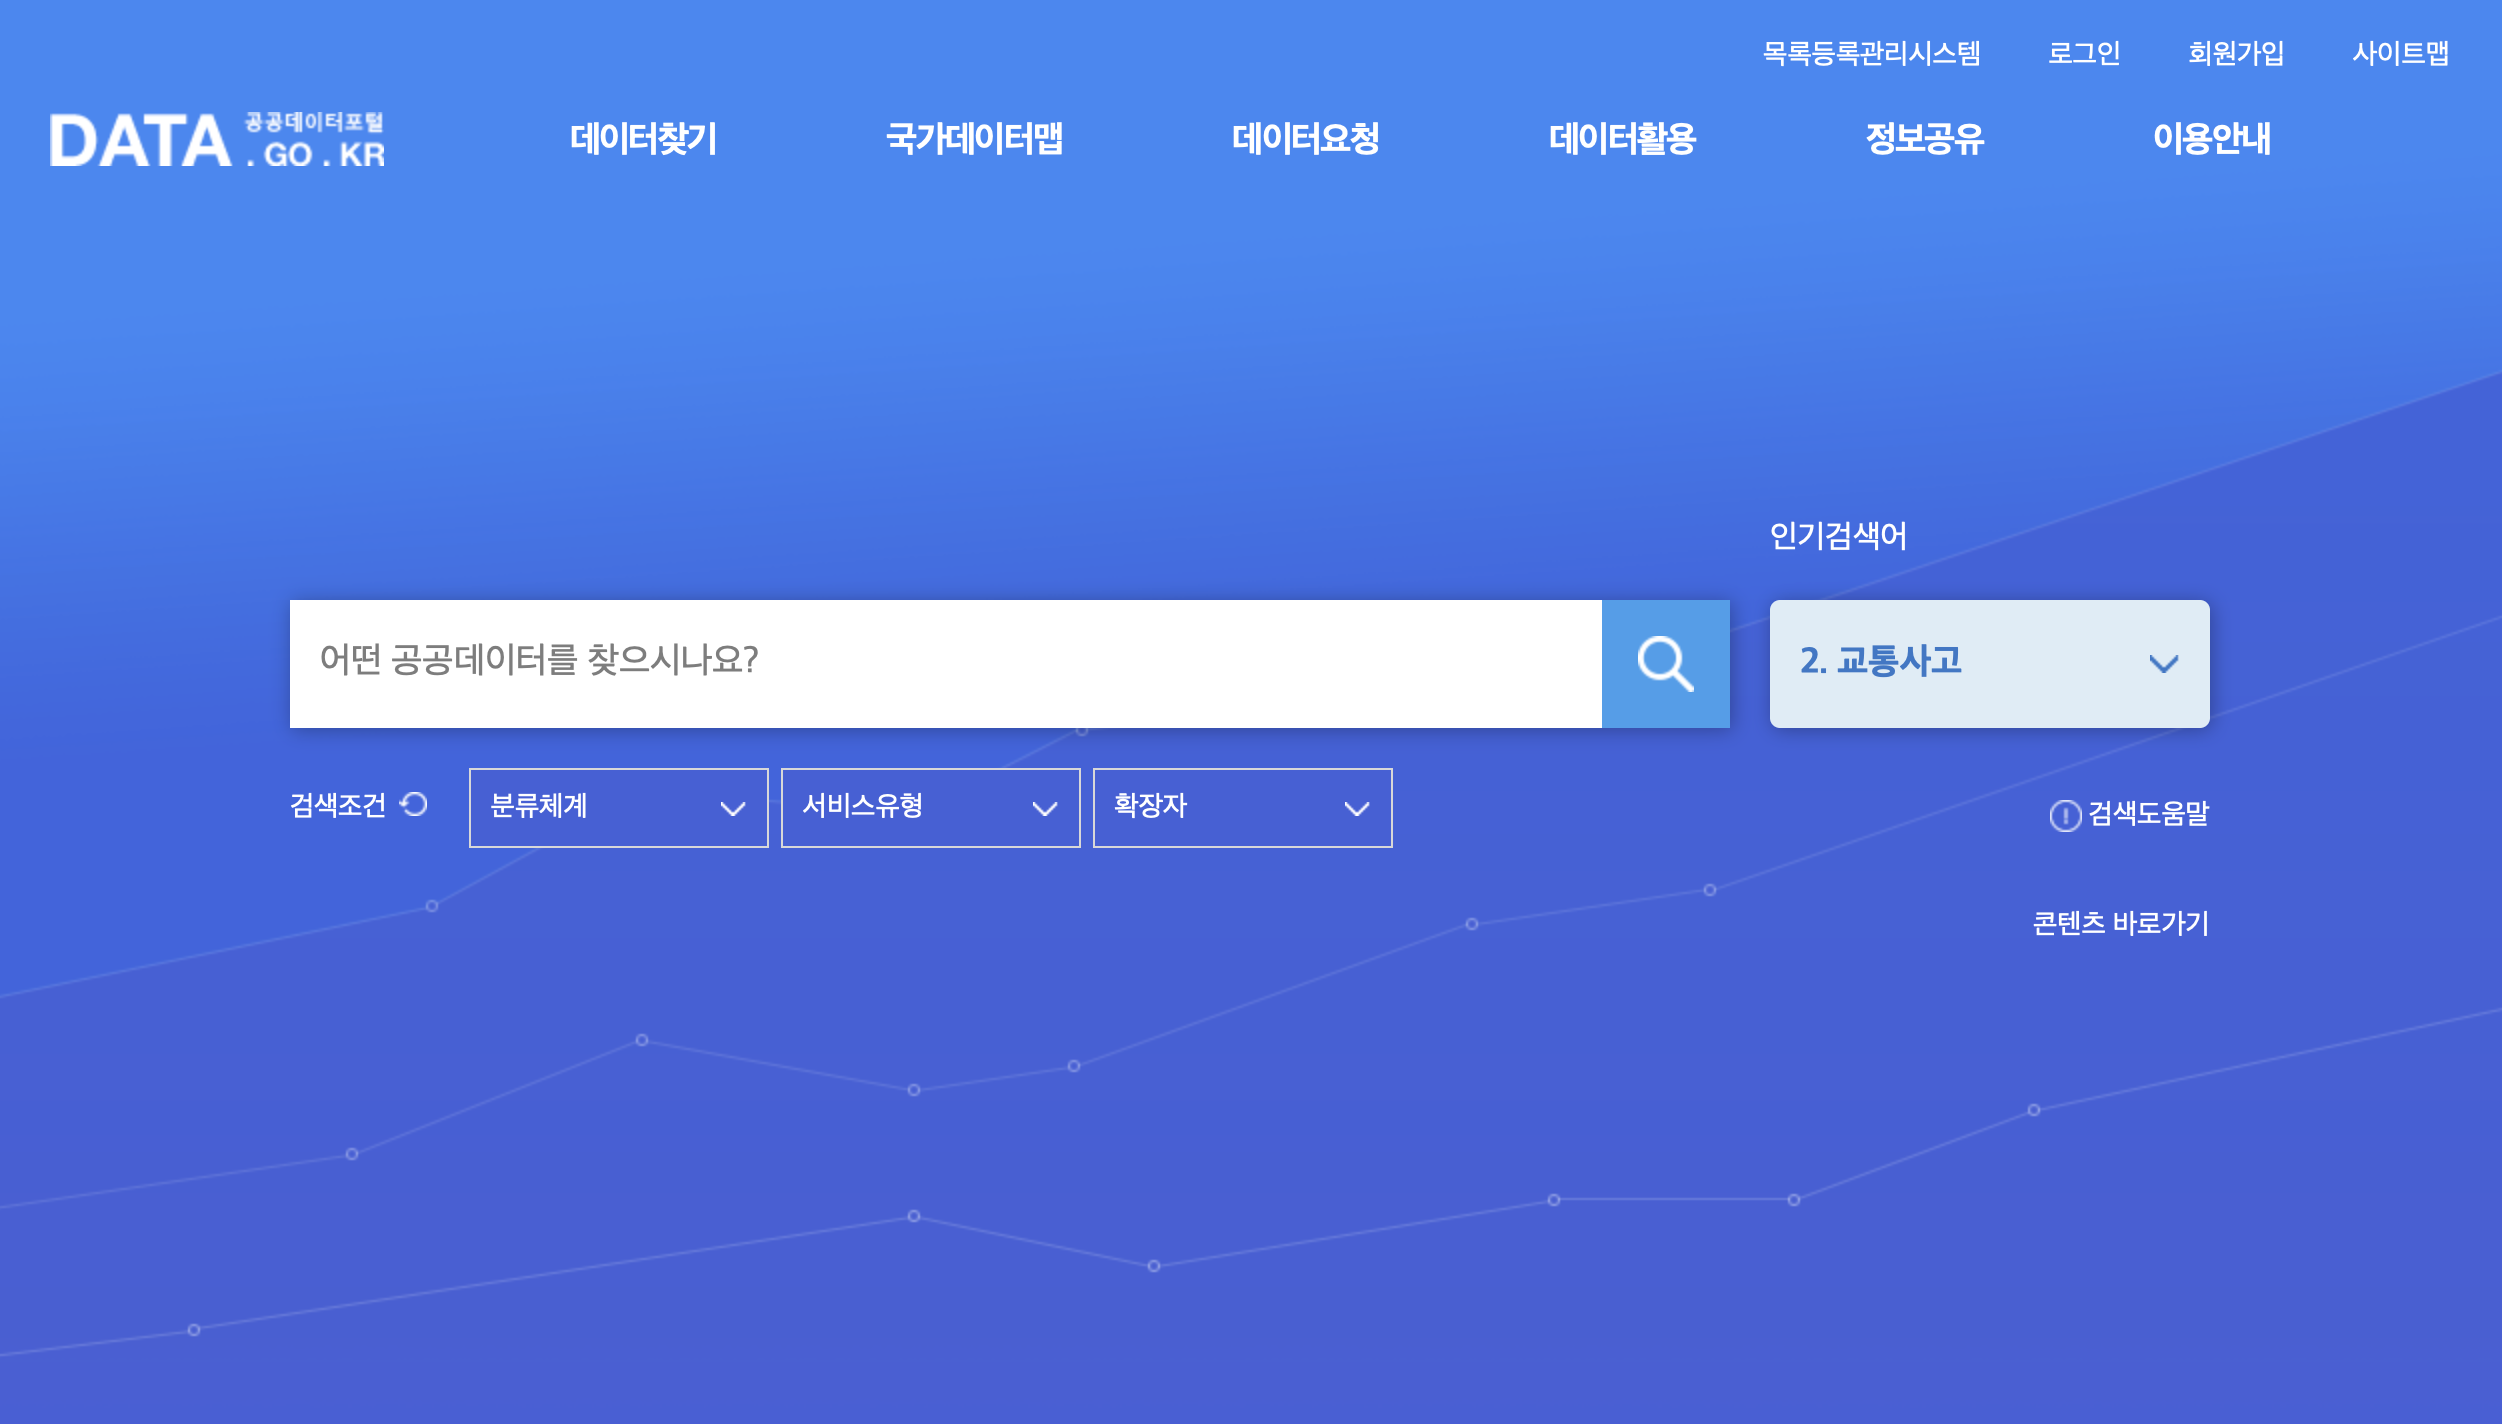 목록등록관리시스템 로그인 회원가입 사이트맵
DATA 공공데이터포털 . GO . KR
데이터찾기 국가데이터맵 데이터요청 데이터활용 정보공유 이용안내
인기검색어
어떤 공공데이터를 찾으시나요?
2. 교통사고
검색조건 분류체계 서비스유형 확장자
검색도움말
콘텐츠 바로가기